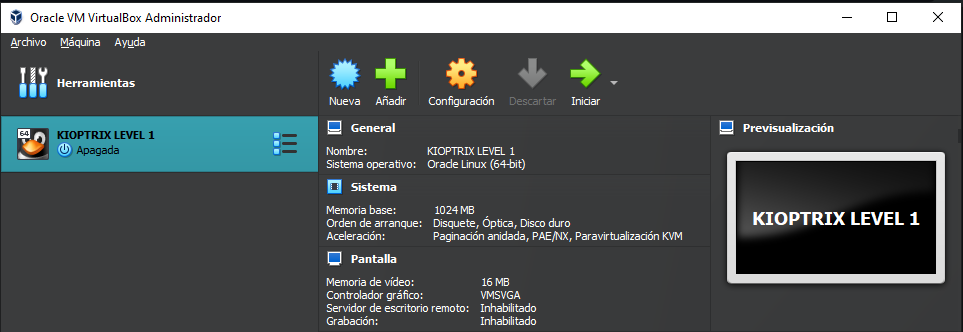 Oracle VM VirtualBox Administrador
Archivo Máquina Ayuda
Herramientas
Nueva Añadir Configuración Descartar Iniciar
64 KIOPTRIX LEVEL 1
Apagada
General
Nombre: KIOPTRIX LEVEL 1
Sistema operativo: Oracle Linux (64-bit)
Sistema
Memoria base: 1024 MB
Orden de arranque: Disquete, Óptica, Disco duro
Aceleración: Paginación anidada, PAE/NX, Paravirtualización KVM
Pantalla
Memoria de vídeo: 16 MB
Controlador gráfico: VMSVGA
Servidor de escritorio remoto: Inhabilitado
Grabación: Inhabilitado
Previsualización
KIOPTRIX LEVEL 1